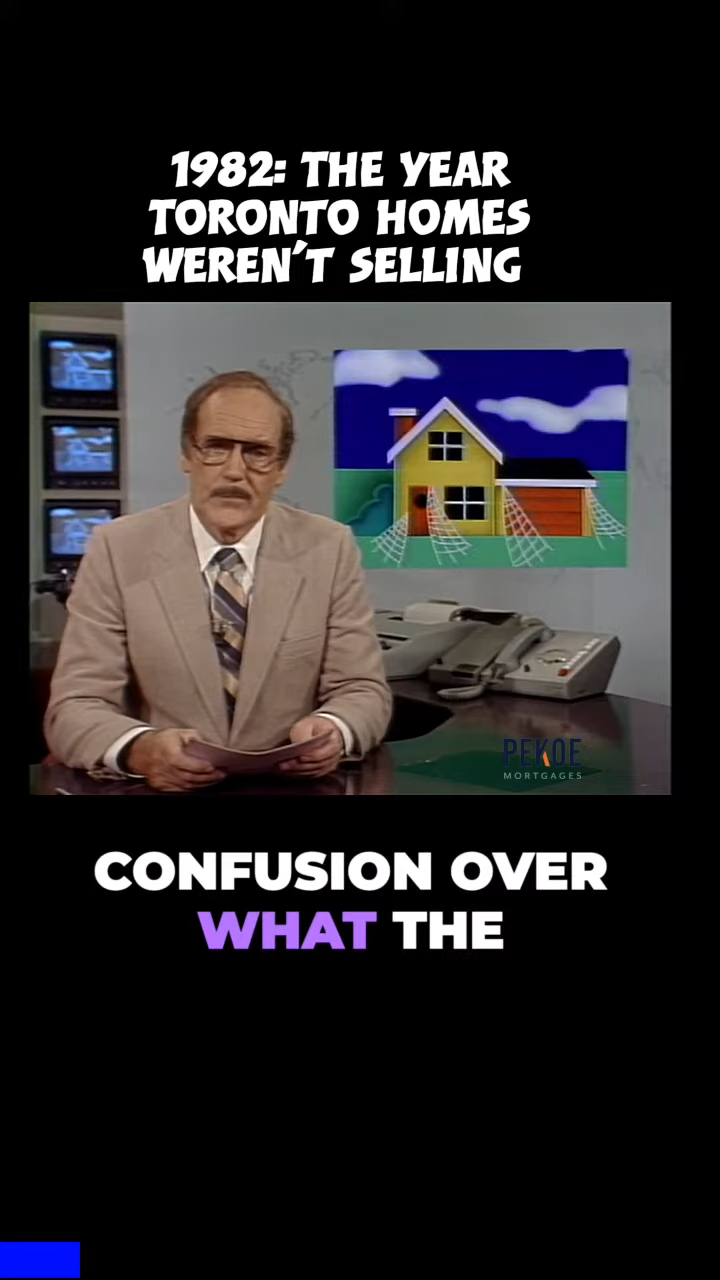 1982: THE YEAR
TORONTO HOMES
WEREN'T SELLING
PEKOE
MORTGAGES
CONFUSION OVER
WHAT THE